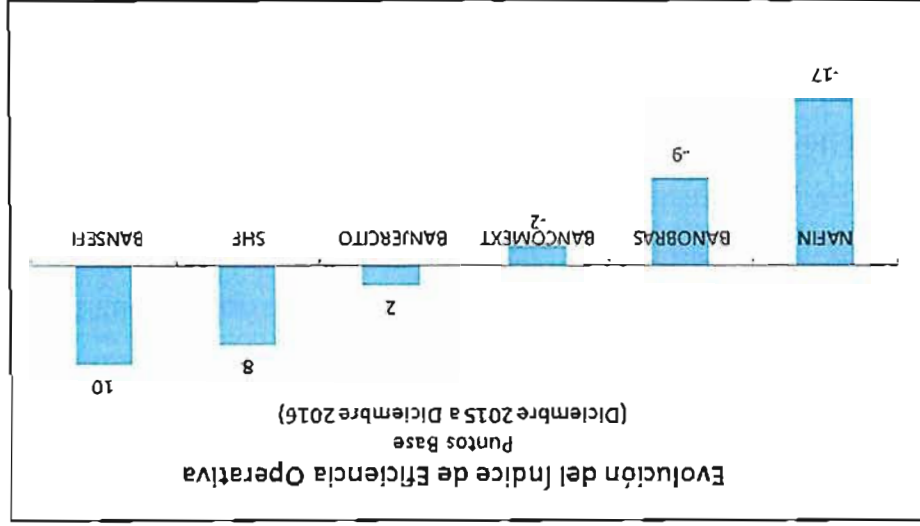 Evolución del Índice de Eficiencia Operativa
Puntos Base
(Diciembre 2015 a Diciembre 2016)
-17
-9
-2
2
8
10
NAFIN
BANOBRAS
BANCOMEXT
BANJERCITO
SHF
BANSEFI